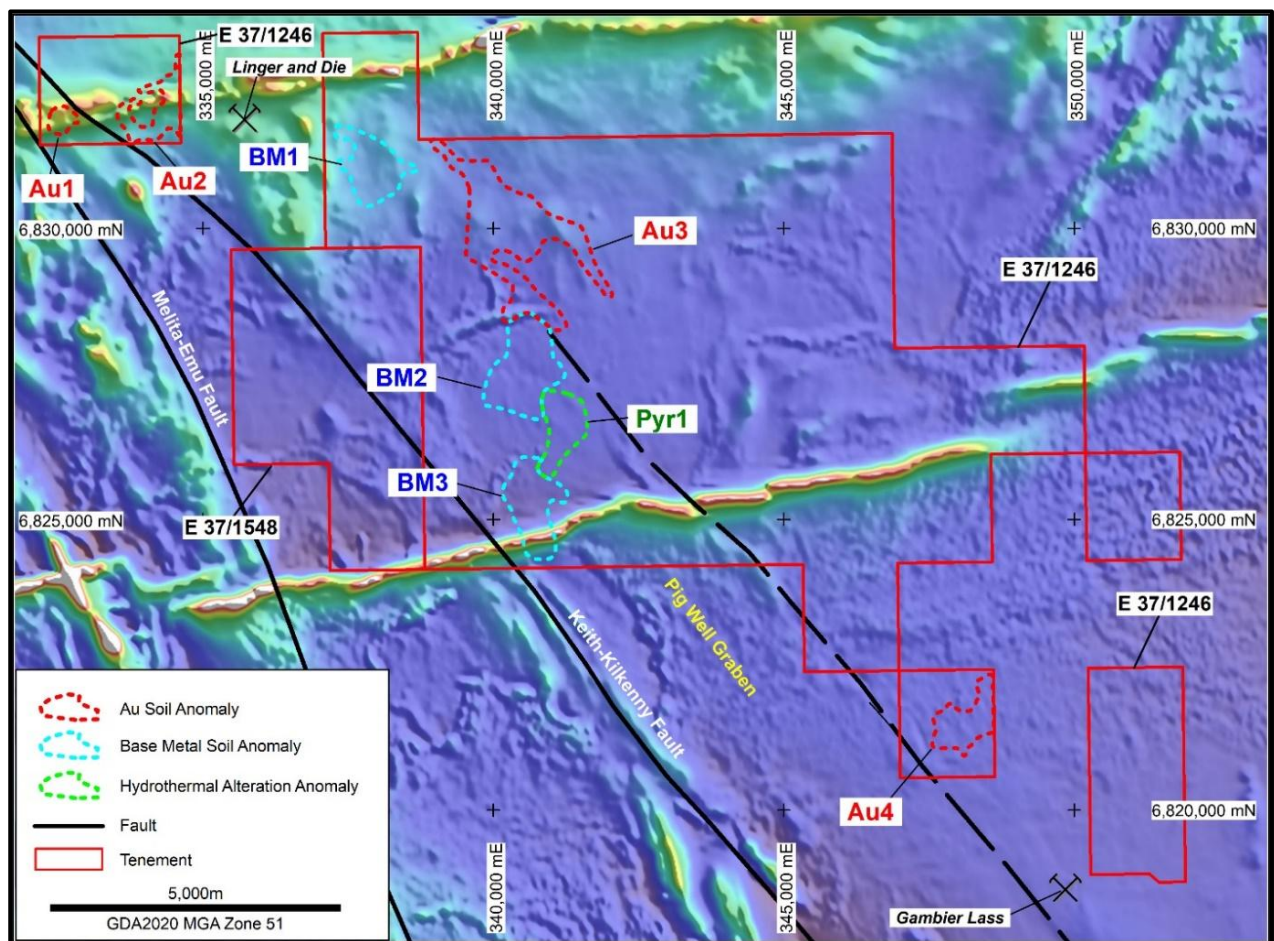 E 37/1246
Linger and Die
335,000 mE
340,000 mE
345,000 mE
350,000 mE
BM1
Au1
Au2
6,830,000 mN
Au3
6,830,000 mN
E 37/1246
Melita-Emu Fault
BM2
Pyr1
BM3
6,825,000 mN
E 37/1548
6,825,000 mN
Pig Well Graben
E 37/1246
Keith-Kilkenny Fault
Au4
6,820,000 mN
340,000 mE
345,000 mE
Gambier Lass
Au Soil Anomaly
Base Metal Soil Anomaly
Hydrothermal Alteration Anomaly
Fault
Tenement
5,000m
GDA2020 MGA Zone 51